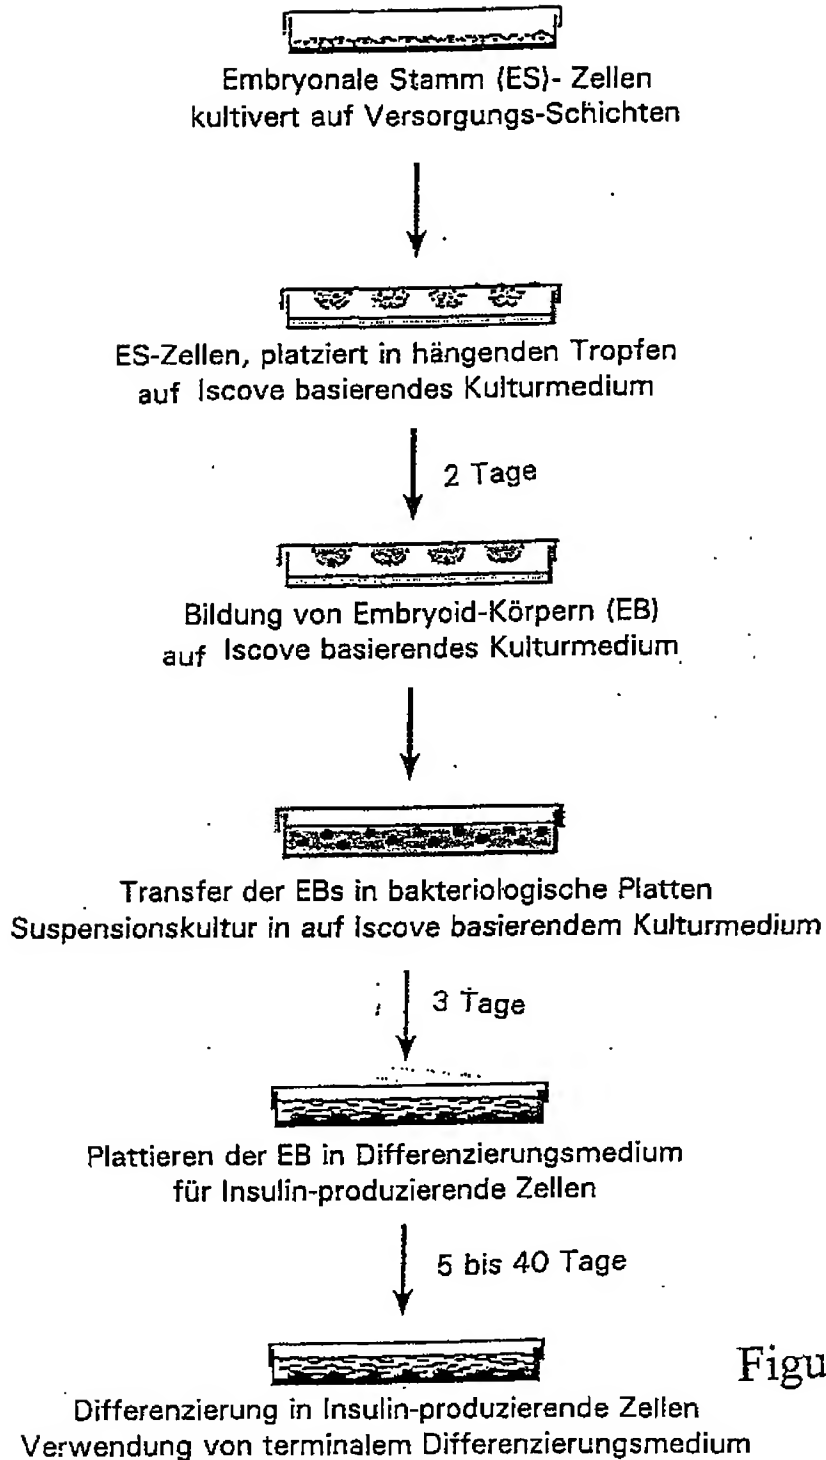 Embryonale Stamm (ES)- Zellen
kultivert auf Versorgungs-Schichten
ES-Zellen, platziert in hängenden Tropfen
auf Iscove basierendes Kulturmedium
2 Tage
Bildung von Embryoid-Körpern (EB)
auf Iscove basierendes Kulturmedium
Transfer der EBs in bakteriologische Platten
Suspensionskultur in auf Iscove basierendem Kulturmedium
3 Tage
Plattieren der EB in Differenzierungsmedium
für Insulin-produzierende Zellen
5 bis 40 Tage
Figu
Differenzierung in Insulin-produzierende Zellen
Verwendung von terminalem Differenzierungsmedium